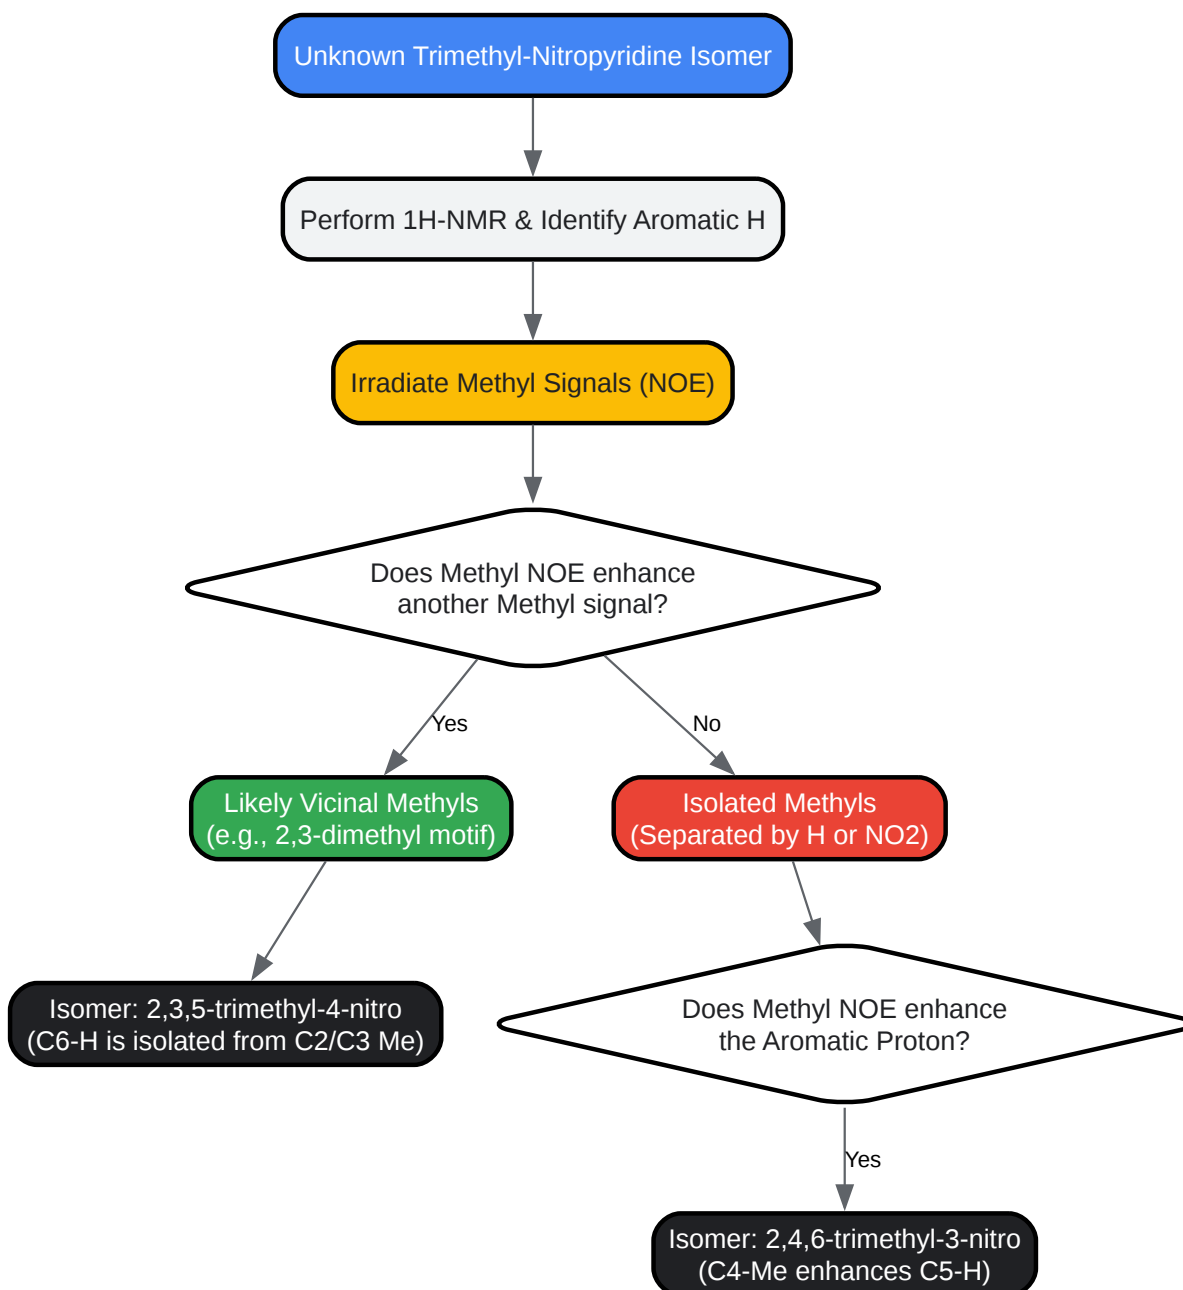 Unknown Trimethyl-Nitropyridine Isomer
Perform 1H-NMR & Identify Aromatic H
Irradiate Methyl Signals (NOE)
Does Methyl NOE enhance
another Methyl signal?
Yes
No
Likely Vicinal Methyls
(e.g., 2,3-dimethyl motif)
Isolated Methyls
(Separated by H or NO2)
Isomer: 2,3,5-trimethyl-4-nitro
(C6-H is isolated from C2/C3 Me)
Does Methyl NOE enhance
the Aromatic Proton?
Yes
Isomer: 2,4,6-trimethyl-3-nitro
(C4-Me enhances C5-H)